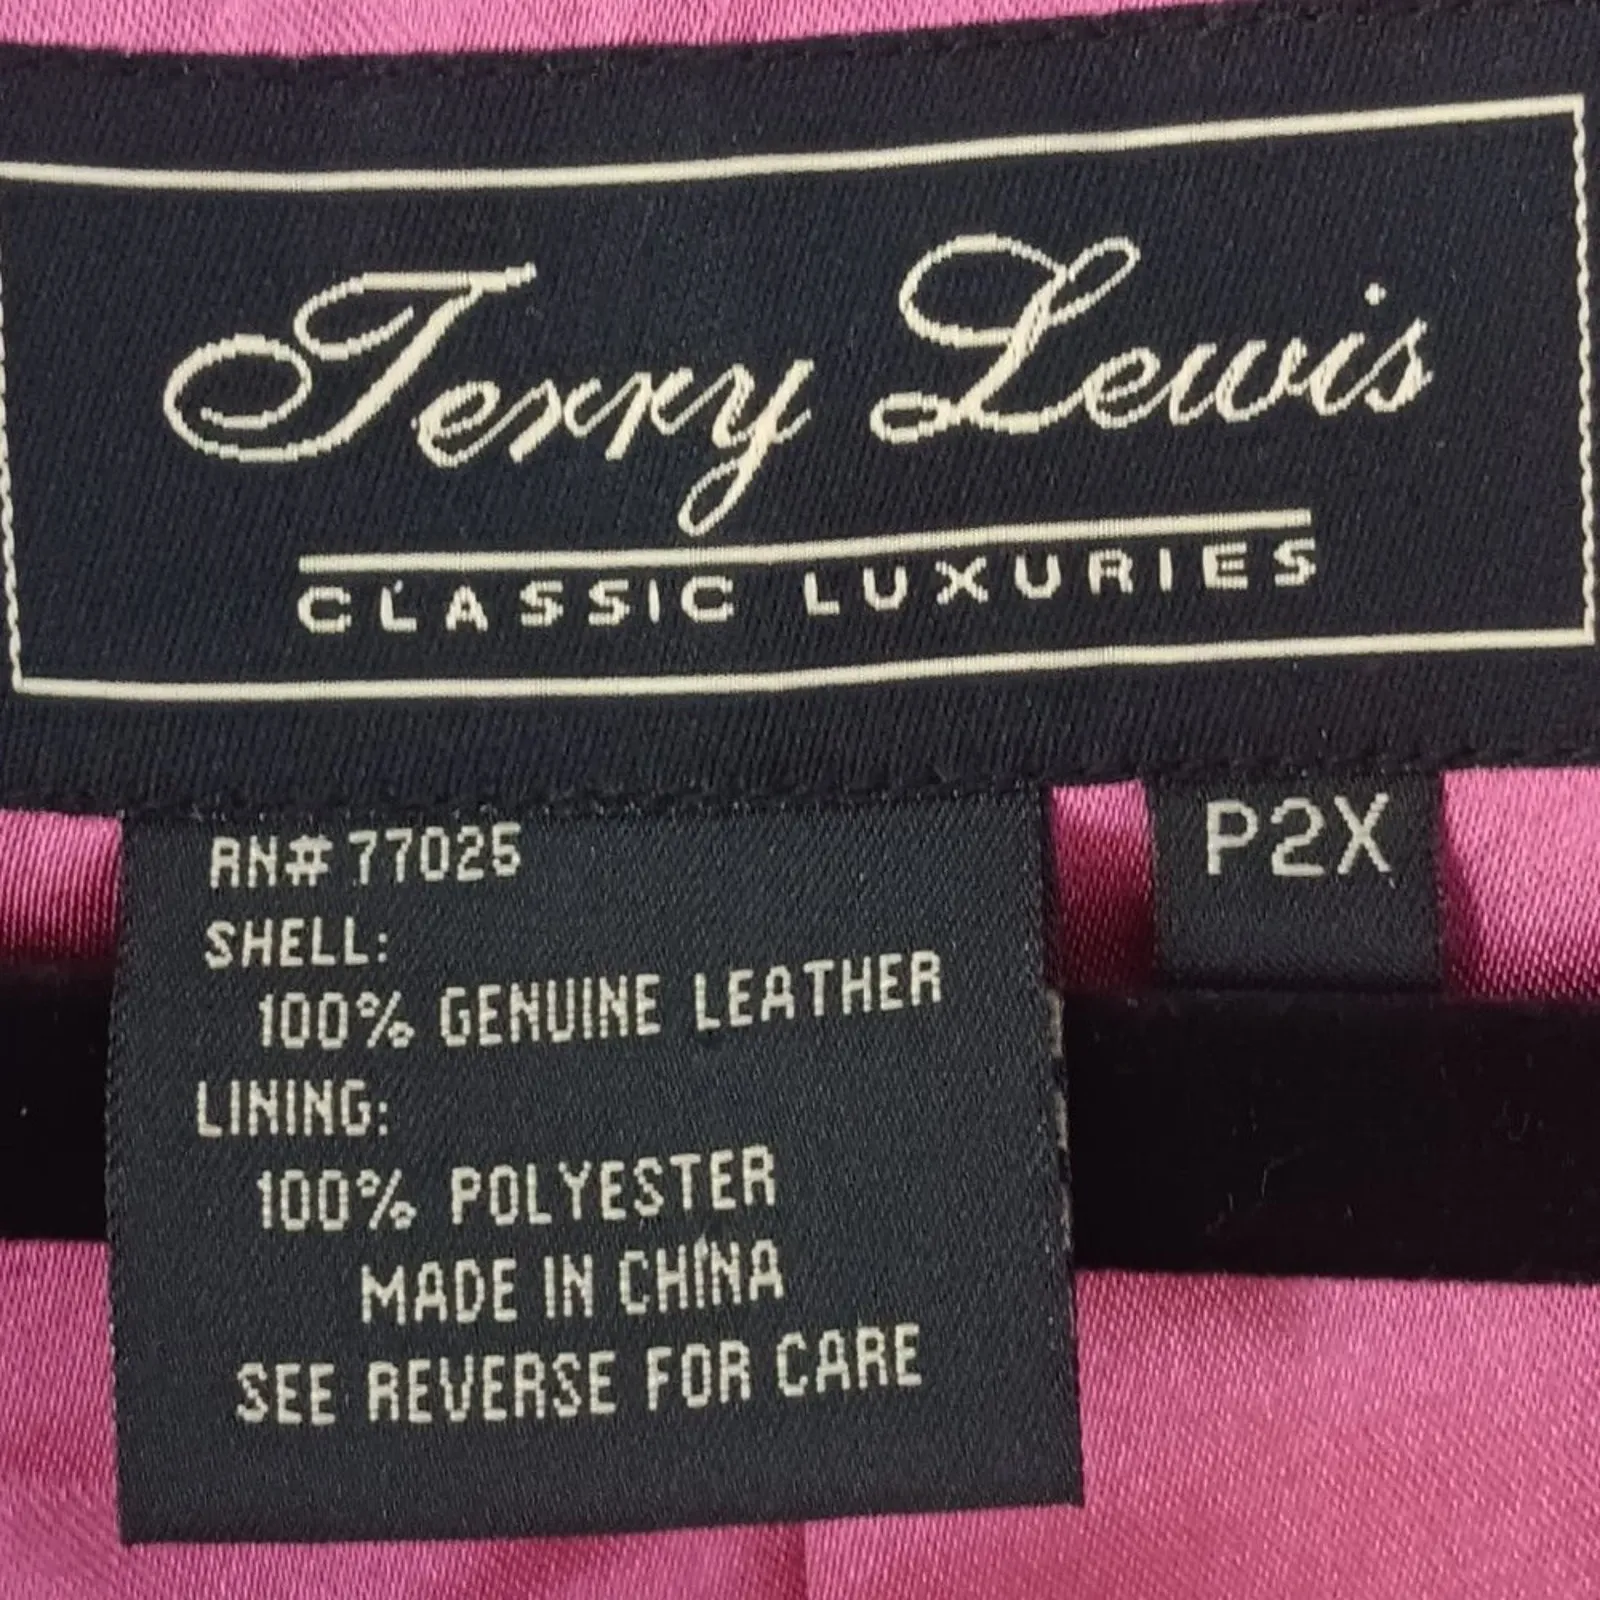 Terry Lewis
CLASSIC LUXURIES
P2X
RN# 77025
SHELL:
100% GENUINE LEATHER
LINING:
100% POLYESTER
MADE IN CHINA
SEE REVERSE FOR CARE